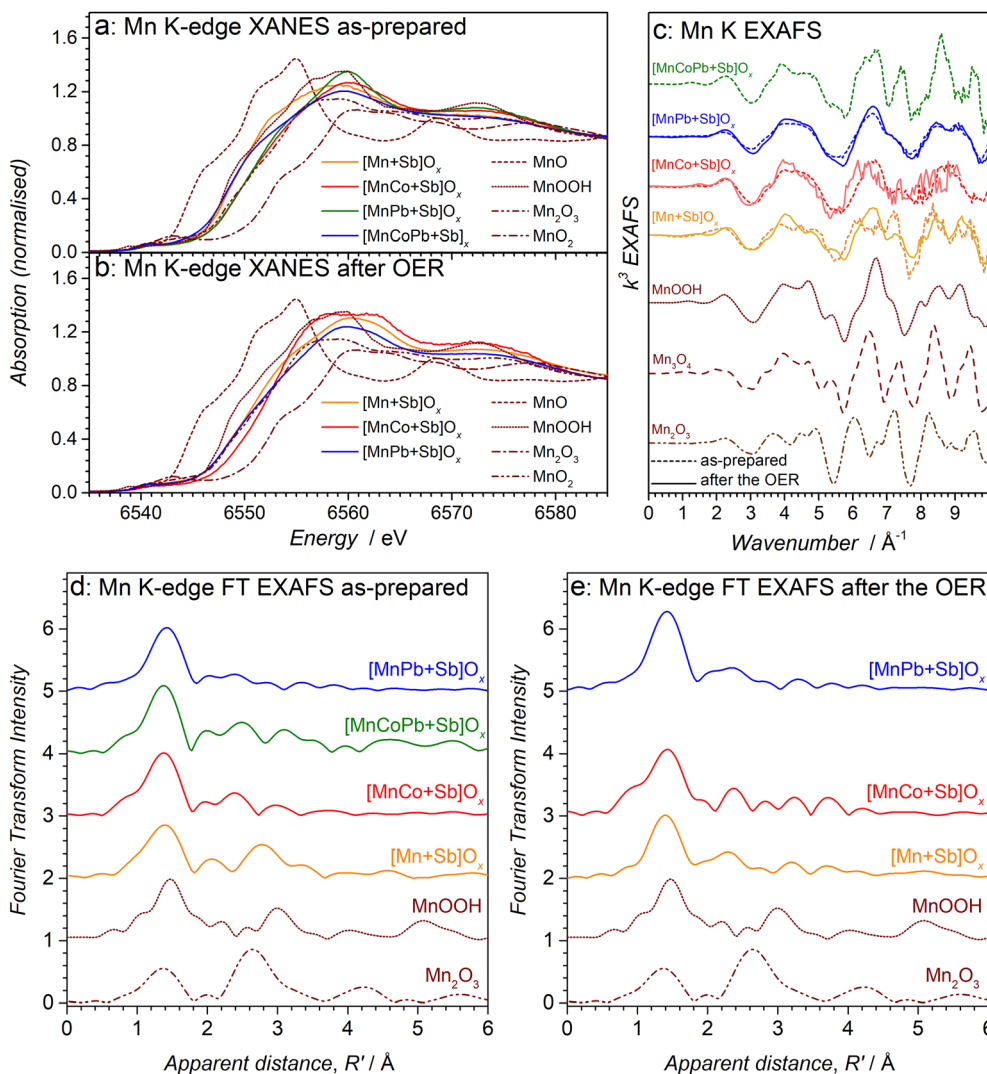 a: Mn K-edge XANES as-prepared
1.6
1.2
0.8
0.4
0.0
[Mn+Sb]Oₓ
[MnCo+Sb]Oₓ
[MnPb+Sb]Oₓ
[MnCoPb+Sb]ₓ
MnO
MnOOH
Mn₂O₃
MnO₂
b: Mn K-edge XANES after OER
1.6
1.2
0.8
0.4
0.0
[Mn+Sb]Oₓ
[MnCo+Sb]Oₓ
[MnPb+Sb]Oₓ
MnO
MnOOH
Mn₂O₃
MnO₂
Absorption (normalised)
6540 6550 6560 6570 6580
Energy / eV
c: Mn K EXAFS
[MnCoPb+Sb]Oₓ
[MnPb+Sb]Oₓ
[MnCo+Sb]Oₓ
[Mn+Sb]Oₓ
MnOOH
Mn₃O₄
Mn₂O₃
as-prepared
after the OER
k³ EXAFS
0 1 2 3 4 5 6 7 8 9
Wavenumber / Å⁻¹
d: Mn K-edge FT EXAFS as-prepared
6
5
4
3
2
1
0
[MnPb+Sb]Oₓ
[MnCoPb+Sb]Oₓ
[MnCo+Sb]Oₓ
[Mn+Sb]Oₓ
MnOOH
Mn₂O₃
Fourier Transform Intensity
0 1 2 3 4 5 6
Apparent distance, R' / Å
e: Mn K-edge FT EXAFS after the OER
6
5
4
3
2
1
0
[MnPb+Sb]Oₓ
[MnCo+Sb]Oₓ
[Mn+Sb]Oₓ
MnOOH
Mn₂O₃
Fourier Transform Intensity
0 1 2 3 4 5 6
Apparent distance, R' / Å